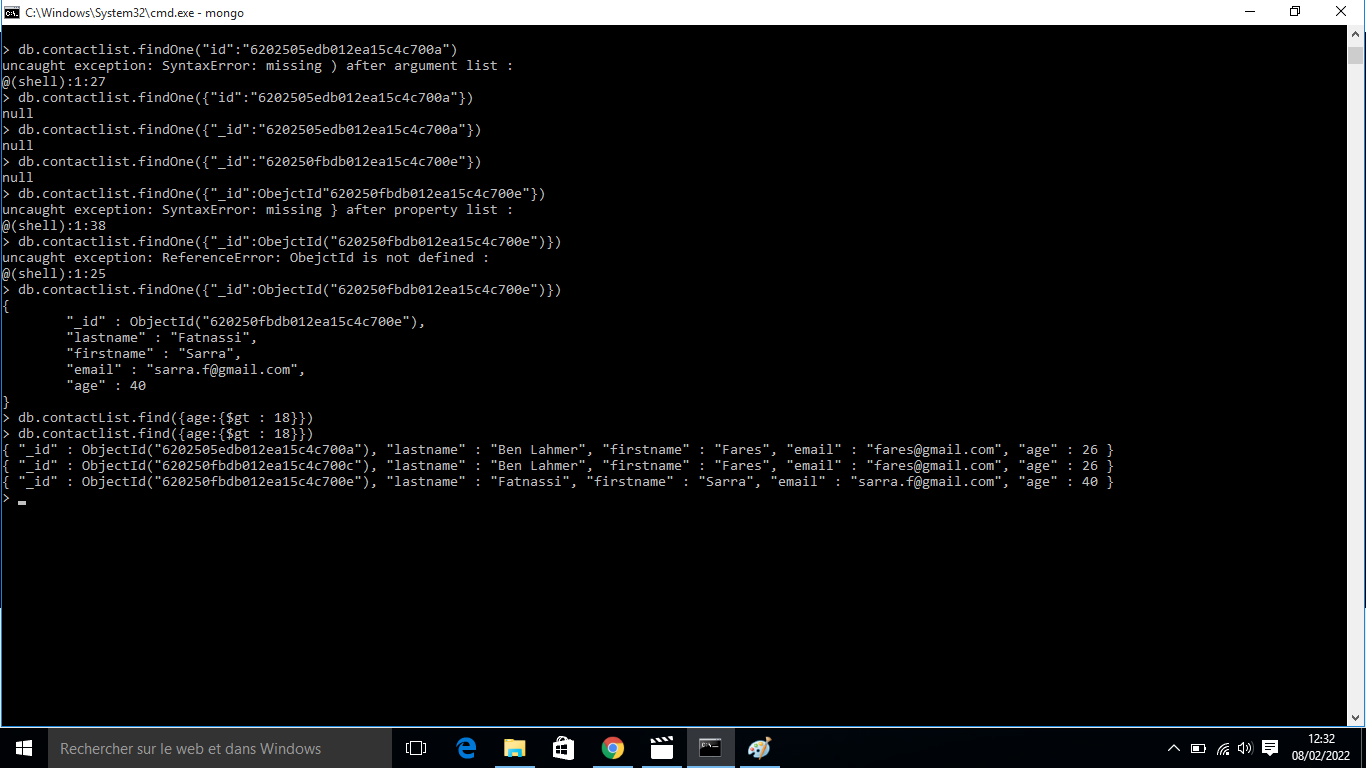 C:\Windows\System32\cmd.exe - mongo
> db.contactlist.findOne("id":"6202505edb012ea15c4c700a")
uncaught exception: SyntaxError: missing ) after argument list :
@(shell):1:27
> db.contactlist.findOne({"id":"6202505edb012ea15c4c700a"})
null
> db.contactlist.findOne({"_id":"6202505edb012ea15c4c700a"})
null
> db.contactlist.findOne({"_id":"620250fbdb012ea15c4c700e"})
null
> db.contactlist.findOne({"_id":ObejctId"620250fbdb012ea15c4c700e"})
uncaught exception: SyntaxError: missing } after property list :
@(shell):1:38
> db.contactlist.findOne({"_id":ObejctId("620250fbdb012ea15c4c700e")})
uncaught exception: ReferenceError: ObejctId is not defined :
@(shell):1:25
> db.contactlist.findOne({"_id":ObjectId("620250fbdb012ea15c4c700e")})
{
"_id" : ObjectId("620250fbdb012ea15c4c700e"),
"lastname" : "Fatnassi",
"firstname" : "Sarra",
"email" : "sarra.f@gmail.com",
"age" : 40
}
> db.contactList.find({age:{$gt : 18}})
> db.contactlist.find({age:{$gt : 18}})
{ "_id" : ObjectId("6202505edb012ea15c4c700a"), "lastname" : "Ben Lahmer", "firstname" : "Fares", "email" : "fares@gmail.com", "age" : 26 }
{ "_id" : ObjectId("620250fbdb012ea15c4c700c"), "lastname" : "Ben Lahmer", "firstname" : "Fares", "email" : "fares@gmail.com", "age" : 26 }
{ "_id" : ObjectId("620250fbdb012ea15c4c700e"), "lastname" : "Fatnassi", "firstname" : "Sarra", "email" : "sarra.f@gmail.com", "age" : 40 }
>
Rechercher sur le web et dans Windows
12:32
08/02/2022